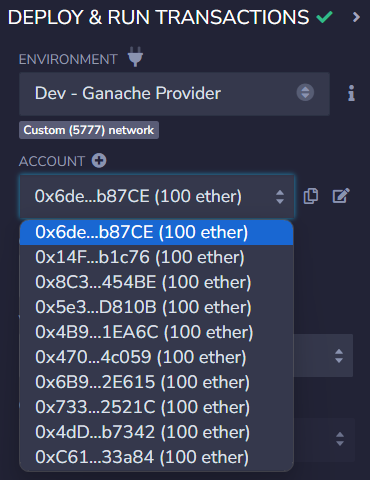 DEPLOY & RUN TRANSACTIONS
ENVIRONMENT
Dev - Ganache Provider
Custom (5777) network
ACCOUNT
0x6de...b87CE (100 ether)
0x6de...b87CE (100 ether)
0x14F...b1c76 (100 ether)
0x8C3...454BE (100 ether)
0x5e3...D810B (100 ether)
0x4B9...1EA6C (100 ether)
0x470...4c059 (100 ether)
0x6B9...2E615 (100 ether)
0x733...2521C (100 ether)
0x4dD...b7342 (100 ether)
0xC61...33a84 (100 ether)